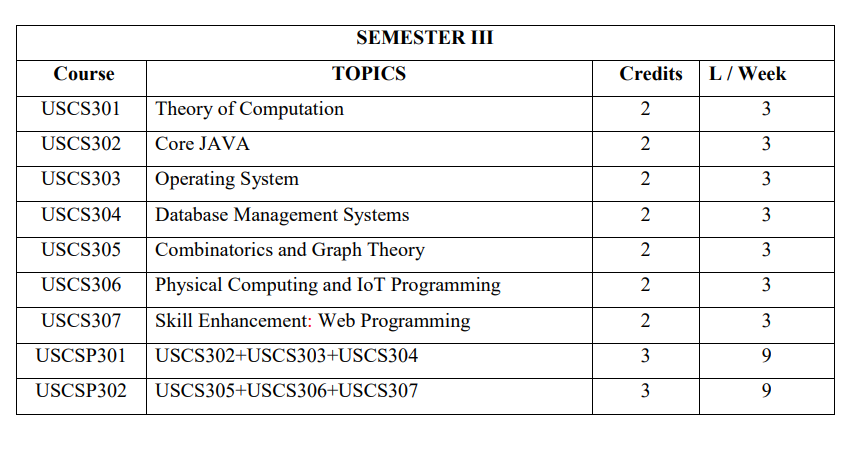 SEMESTER III
Course TOPICS Credits L / Week
USCS301 Theory of Computation 2 3
USCS302 Core JAVA 2 3
USCS303 Operating System 2 3
USCS304 Database Management Systems 2 3
USCS305 Combinatorics and Graph Theory 2 3
USCS306 Physical Computing and IoT Programming 2 3
USCS307 Skill Enhancement: Web Programming 2 3
USCSP301 USCS302+USCS303+USCS304 3 9
USCSP302 USCS305+USCS306+USCS307 3 9